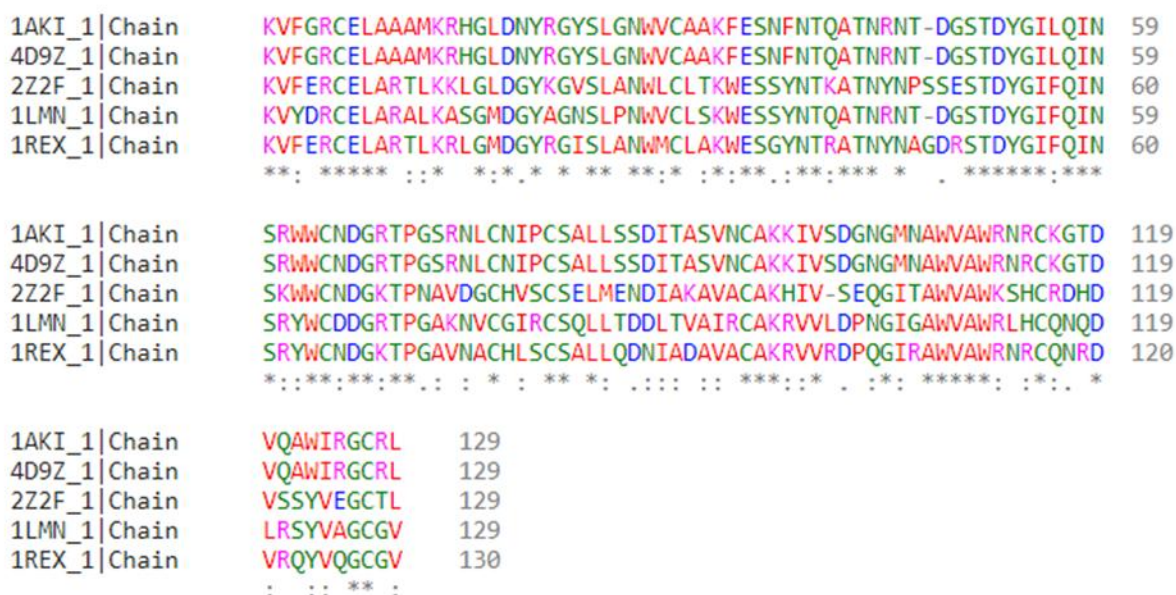 1AKI_1|Chain KVFGRCELAAAMKRHGLDNYRGYSLGNWVCAAKFESNFNTQATNRNT-DGSTDYGILQIN 59
4D9Z_1|Chain KVFGRCELAAAMKRHGLDNYRGYSLGNWVCAAKFESNFNTQATNRNT-DGSTDYGILQIN 59
2Z2F_1|Chain KVFERCELARTLKKLGLDGYKGVSLANWLCLTKWESSYNTKATNYNPSSESTDYGIFQIN 60
1LMN_1|Chain KVYDRCELARALKASGMDGYAGNSLPNWVCLSKWESSYNTQATNRNT-DGSTDYGIFQIN 59
1REX_1|Chain KVFERCELARTLKRLGMDGYRGISLANWMCLAKWESGYNTRATNYNAGDRSTDYGIFQIN 60
**: ***** ::* *:*.* * ** **:* :*:**.:**:*** * . ******:***
1AKI_1|Chain SRWWCNDGRTPGSRNLCNIPCSALLSSDITASVNCAKKIVSDGNGMNAWVAWRNRCKGTD 119
4D9Z_1|Chain SRWWCNDGRTPGSRNLCNIPCSALLSSDITASVNCAKKIVSDGNGMNAWVAWRNRCKGTD 119
2Z2F_1|Chain SKWWCNDGKTPNAVDGCHVSCSELMENDIAKAVACAKHIV-SEQGITAWVAWKSHCRDHD 119
1LMN_1|Chain SRYWCDDGRTPGAKNVCGIRCSQLLTDDLTVAIRCAKRVVLDPNGIGAWVAWRLHCQNQD 119
1REX_1|Chain SRYWCNDGKTPGAVNACHLSCSALLQDNIADAVACAKRVVRDPQGIRAWVAWRNRCQNRD 120
*::**:**:**.: : * : ** *: .::: :: ***::* . :*: *****: :*:. *
1AKI_1|Chain VQAWIRGCRL 129
4D9Z_1|Chain VQAWIRGCRL 129
2Z2F_1|Chain VSSYVEGCTL 129
1LMN_1|Chain LRSYVAGCGV 129
1REX_1|Chain VRQYVQGCGV 130
: :: ** :